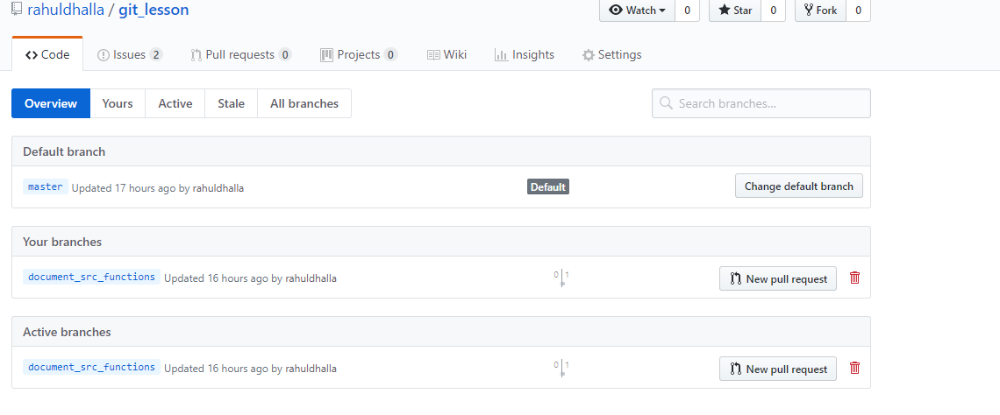 rahuldhalla / git_lesson Watch 0 Star 0 Fork 0
Code Issues 2 Pull requests 0 Projects 0 Wiki Insights Settings
Overview Yours Active Stale All branches Search branches...
Default branch
master Updated 17 hours ago by rahuldhalla Default Change default branch
Your branches
document_src_functions Updated 16 hours ago by rahuldhalla 0 1 New pull request
Active branches
document_src_functions Updated 16 hours ago by rahuldhalla 0 1 New pull request